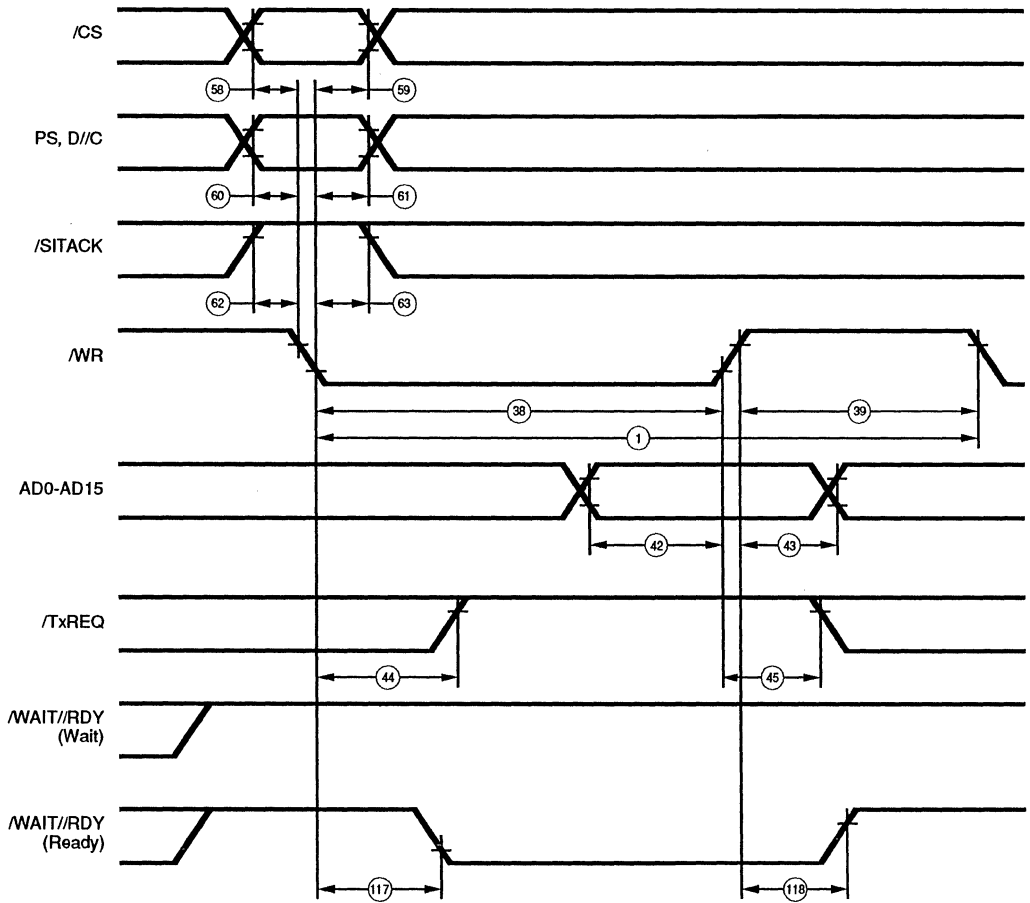 /CS
58
59
PS, D//C
60
61
/SITACK
62
63
/WR
38
39
1
AD0-AD15
42
43
/TxREQ
44
45
/WAIT//RDY
(Wait)
/WAIT//RDY
(Ready)
117
118